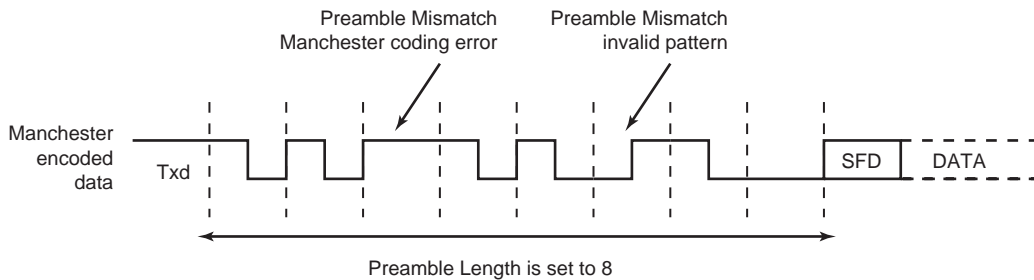 Preamble Mismatch
Manchester coding error
Preamble Mismatch
invalid pattern
Manchester
encoded
data
Txd
SFD
DATA
Preamble Length is set to 8